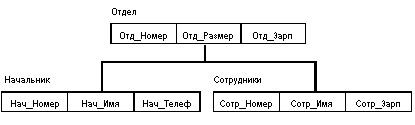 Отдел
Отд_Номер Отд_Размер Отд_Зарп
Начальник Сотрудники
Нач_Номер Нач_Имя Нач_Телеф Сотр_Номер Сотр_Имя Сотр_Зарп